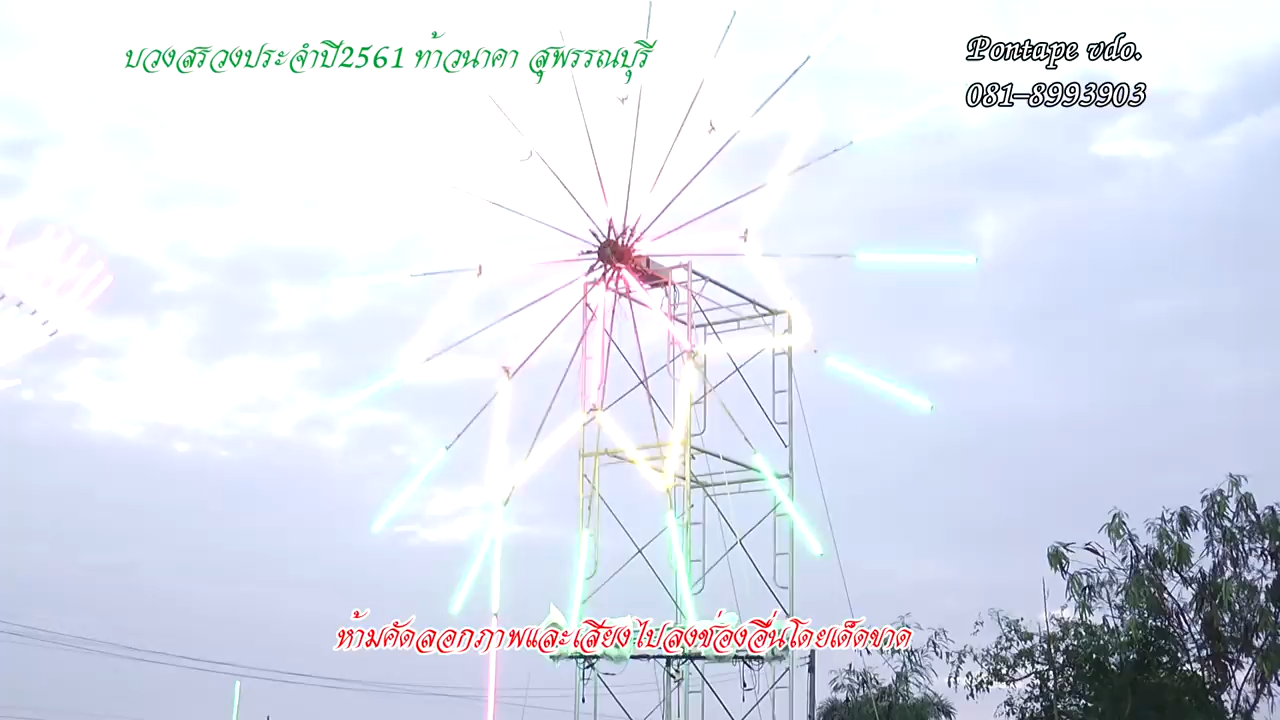 บวงสรวงประจำปี2561 ท้าวนาคา สุพรรณบุรี
Pontape vdo.
081-8993903
ห้ามคัดลอกภาพและเสียงไปลงช่องอื่นโดยเด็ดขาด